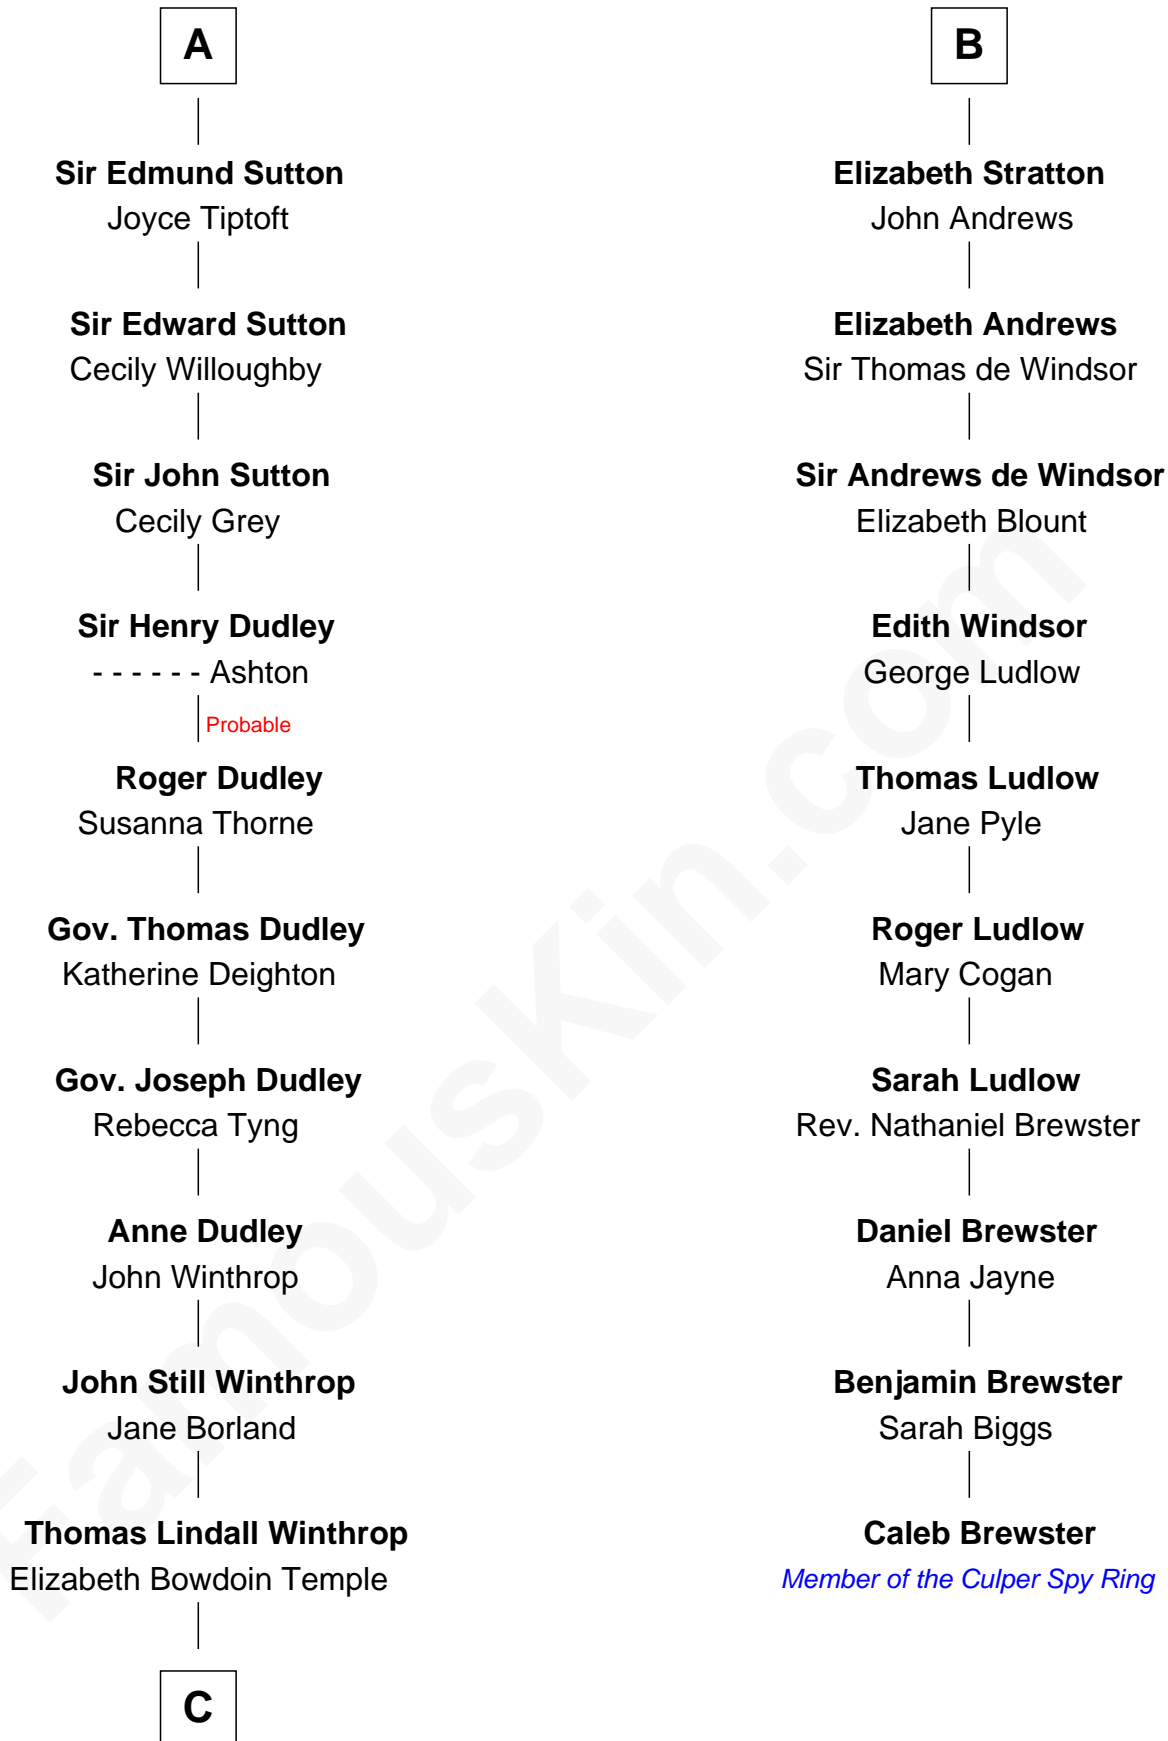 A
Sir Edmund Sutton
Joyce Tiptoft
Sir Edward Sutton
Cecily Willoughby
Sir John Sutton
Cecily Grey
Sir Henry Dudley
- - - - - - Ashton
Probable
Roger Dudley
Susanna Thorne
Gov. Thomas Dudley
Katherine Deighton
Gov. Joseph Dudley
Rebecca Tyng
Anne Dudley
John Winthrop
John Still Winthrop
Jane Borland
Thomas Lindall Winthrop
Elizabeth Bowdoin Temple
C
B
Elizabeth Stratton
John Andrews
Elizabeth Andrews
Sir Thomas de Windsor
Sir Andrews de Windsor
Elizabeth Blount
Edith Windsor
George Ludlow
Thomas Ludlow
Jane Pyle
Roger Ludlow
Mary Cogan
Sarah Ludlow
Rev. Nathaniel Brewster
Daniel Brewster
Anna Jayne
Benjamin Brewster
Sarah Biggs
Caleb Brewster
Member of the Culper Spy Ring
FamousKin.com